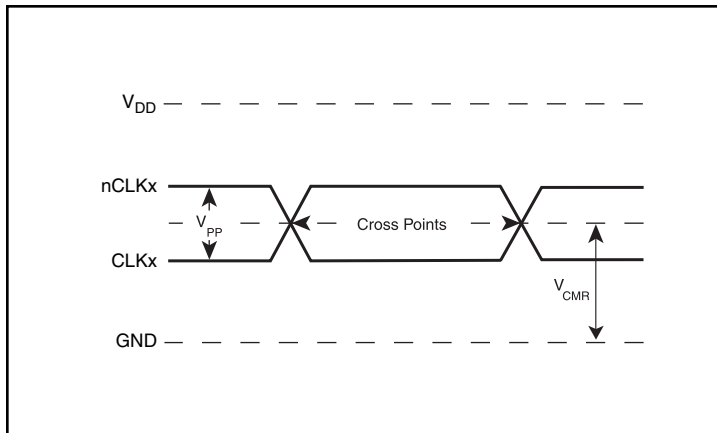 VDD
nCLKx
VPP
Cross Points
CLKx
VCMR
GND